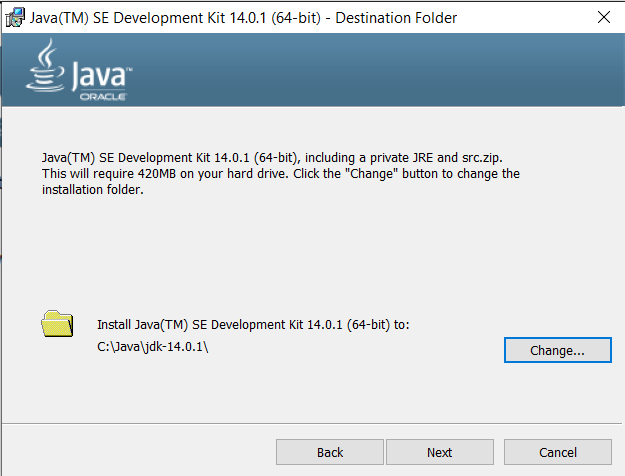 Java(TM) SE Development Kit 14.0.1 (64-bit) - Destination Folder
Java™
ORACLE
Java(TM) SE Development Kit 14.0.1 (64-bit), including a private JRE and src.zip.
This will require 420MB on your hard drive. Click the "Change" button to change the
installation folder.
Install Java(TM) SE Development Kit 14.0.1 (64-bit) to:
C:\Java\jdk-14.0.1\
Change...
Back
Next
Cancel